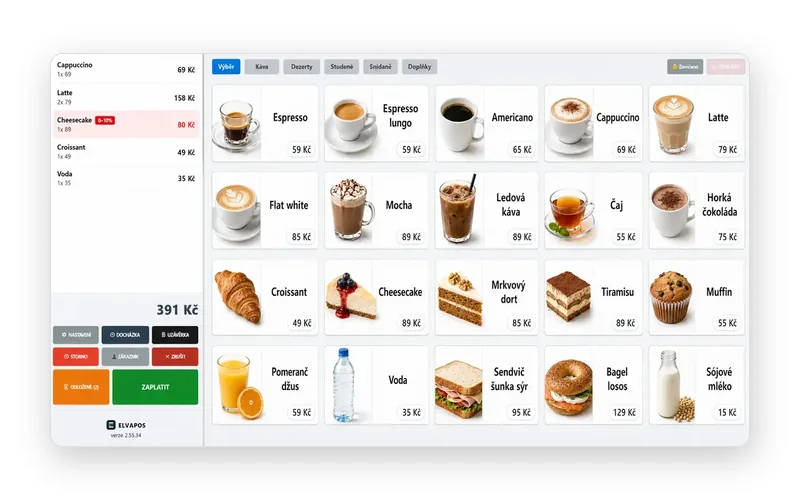 Cappuccino
1x 69
69 Kč
Latte
2x 79
158 Kč
Cheesecake
1x 89
80 Kč
Croissant
1x 49
49 Kč
Voda
1x 35
35 Kč
391 Kč
NASTAVENÍ
DOCHÁZKA
UZÁVĚRKA
STORNO
ZÁKAZNÍK
ZRUŠIT
ODLOŽENÉ (2)
ZAPLATIT
ELVAPOS
verze 2.55.34
Výběr
Káva
Dezerty
Studené
Snídaně
Doplňky
Espresso
59 Kč
Espresso
lungo
59 Kč
Americano
65 Kč
Cappuccino
69 Kč
Latte
79 Kč
Flat white
85 Kč
Mocha
89 Kč
Ledová
káva
89 Kč
Čaj
55 Kč
Horká
čokoláda
75 Kč
Croissant
49 Kč
Cheesecake
89 Kč
Mrkvový
dort
85 Kč
Tiramisu
89 Kč
Muffin
55 Kč
Pomeranč
džus
59 Kč
Voda
35 Kč
Sendvič
šunka sýr
95 Kč
Bagel
losos
129 Kč
Sójové
mléko
15 Kč